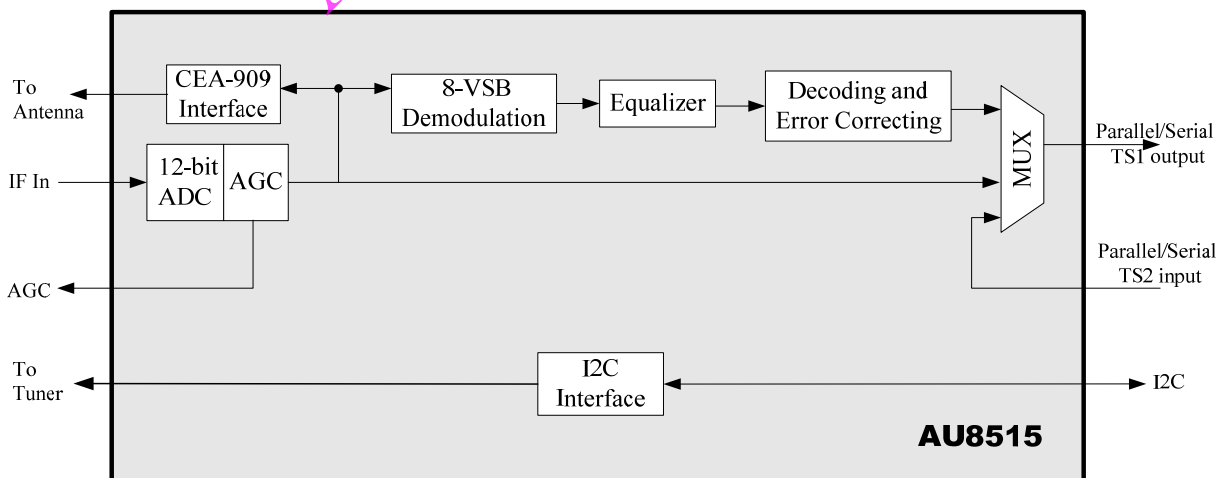 To
Antenna
CEA-909
Interface
8-VSB
Demodulation
Equalizer
Decoding and
Error Correcting
MUX
Parallel/Serial
TS1 output
IF In
12-bit
ADC
AGC
Parallel/Serial
TS2 input
AGC
To
Tuner
I2C
Interface
I2C
AU8515